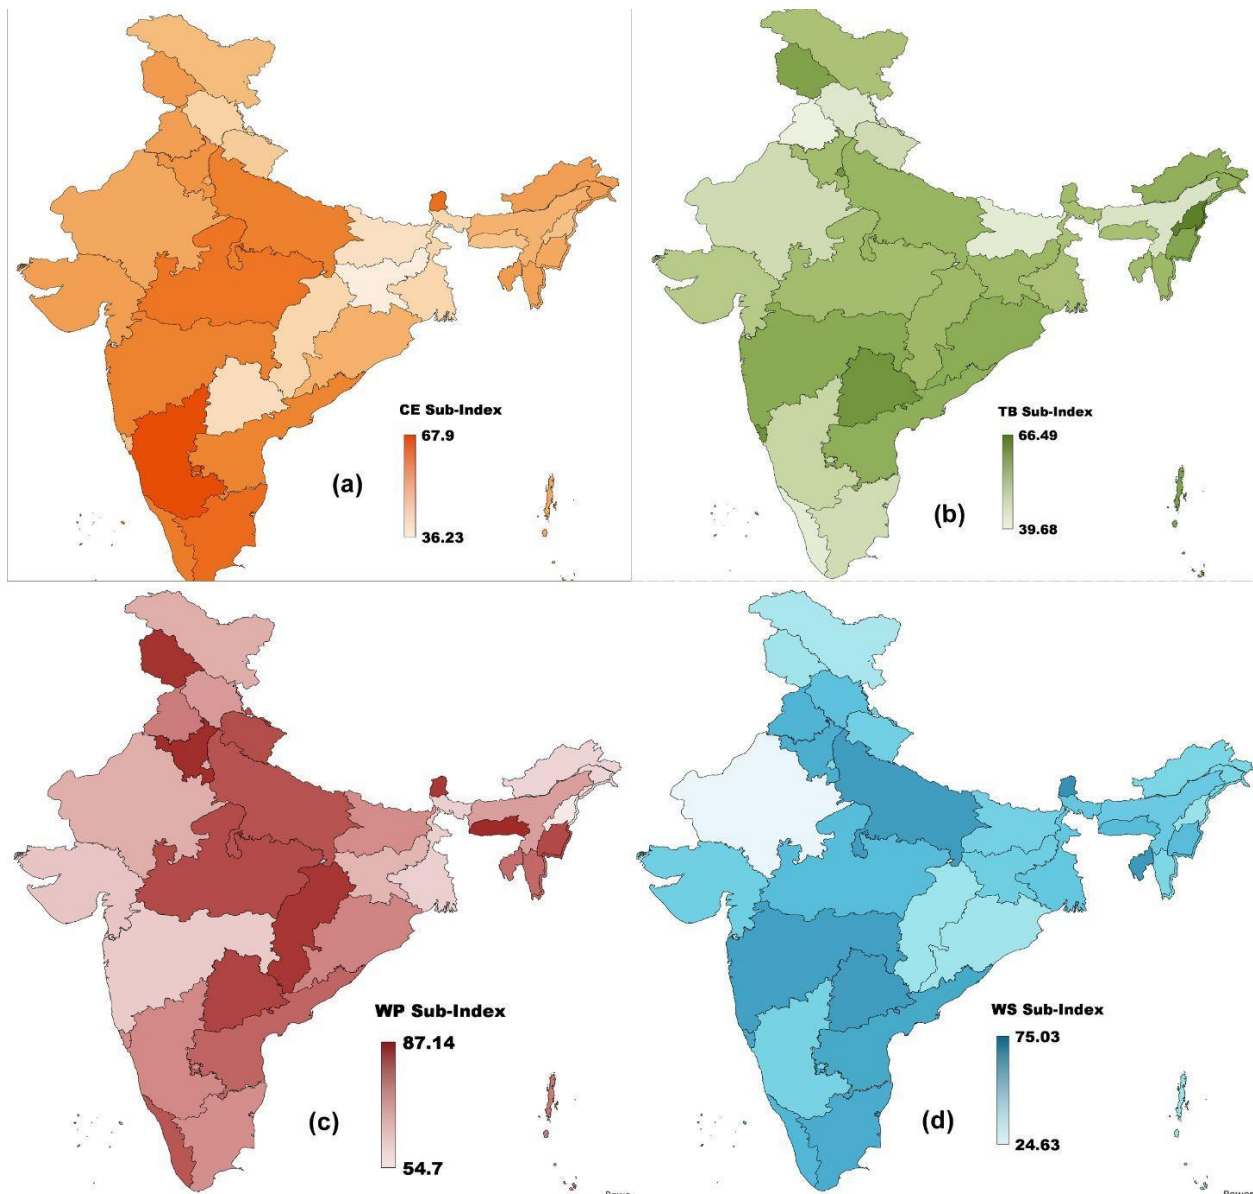 CE Sub-Index
67.9
(a)
36.23
TB Sub-Index
66.49
(b)
39.68
WP Sub-Index
87.14
(c)
54.7
WS Sub-Index
75.03
(d)
24.63